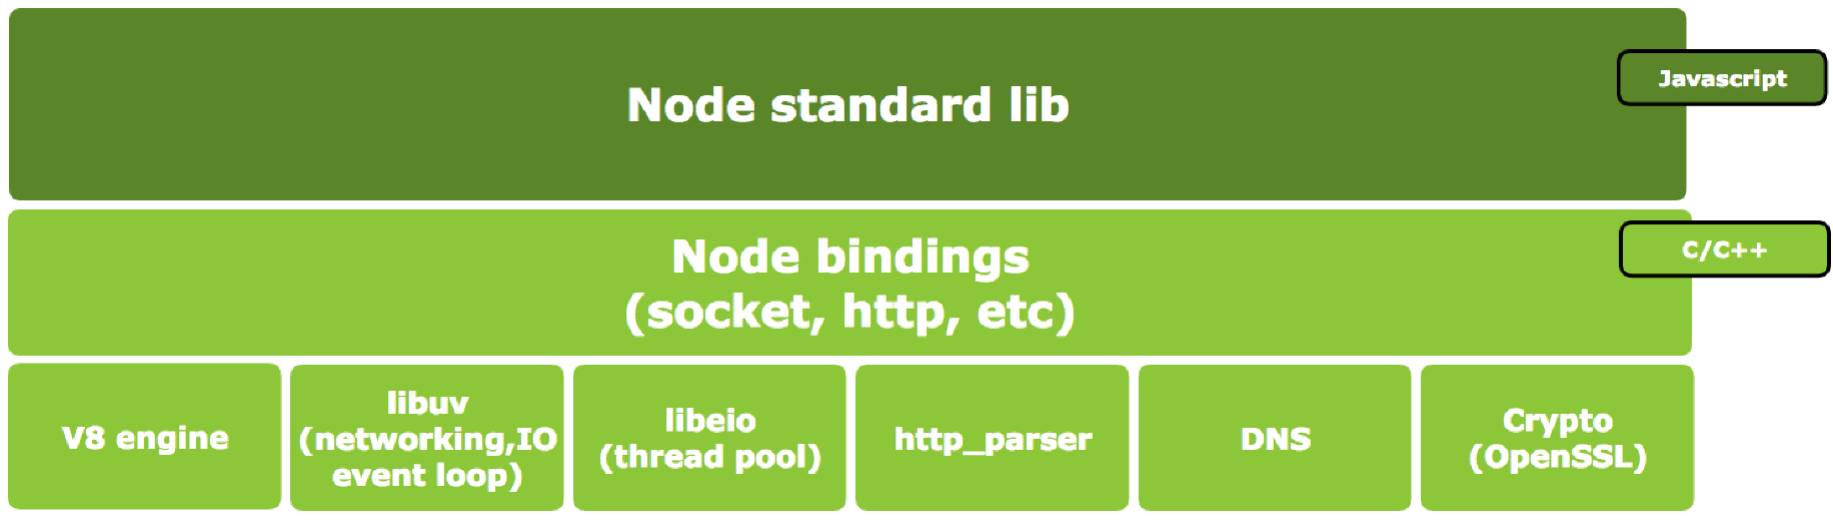 Node standard lib
Javascript
Node bindings
(socket, http, etc)
C/C++
V8 engine
libuv
(networking,IO
event loop)
libeio
(thread pool)
http_parser
DNS
Crypto
(OpenSSL)